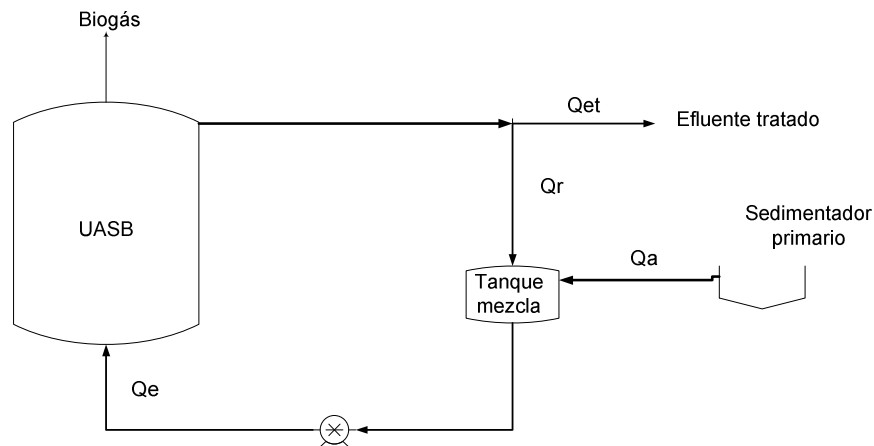 Biogás
Qet
Efluente tratado
Qr
UASB
Sedimentador
primario
Qa
Tanque
mezcla
Qe